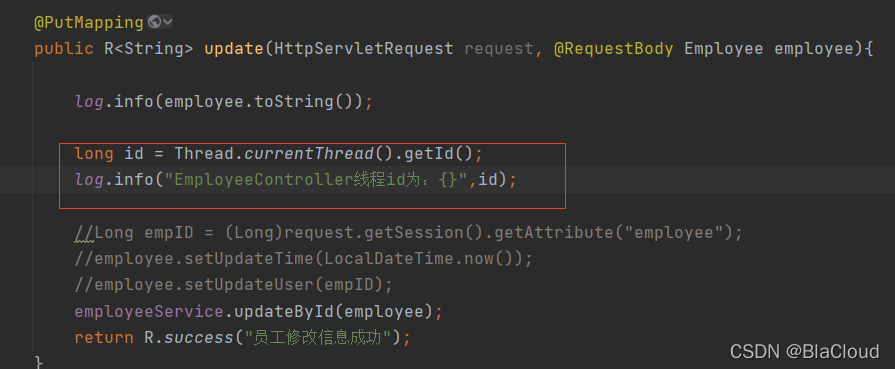 @PutMapping
public R<String> update(HttpServletRequest request, @RequestBody Employee employee){
log.info(employee.toString());
long id = Thread.currentThread().getId();
log.info("EmployeeController线程id为：{}",id);
//Long empID = (Long)request.getSession().getAttribute("employee");
//employee.setUpdateTime(LocalDateTime.now());
//employee.setUpdateUser(empID);
employeeService.updateById(employee);
return R.success("员工修改信息成功");
}
CSDN @BlaCloud